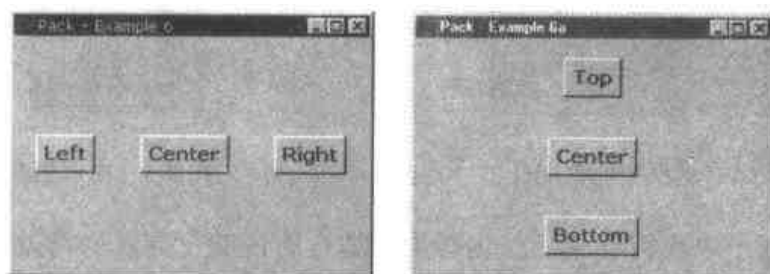 Pack - Example 6
Left Center Right
Pack Example 6a
Top
Center
Bottom